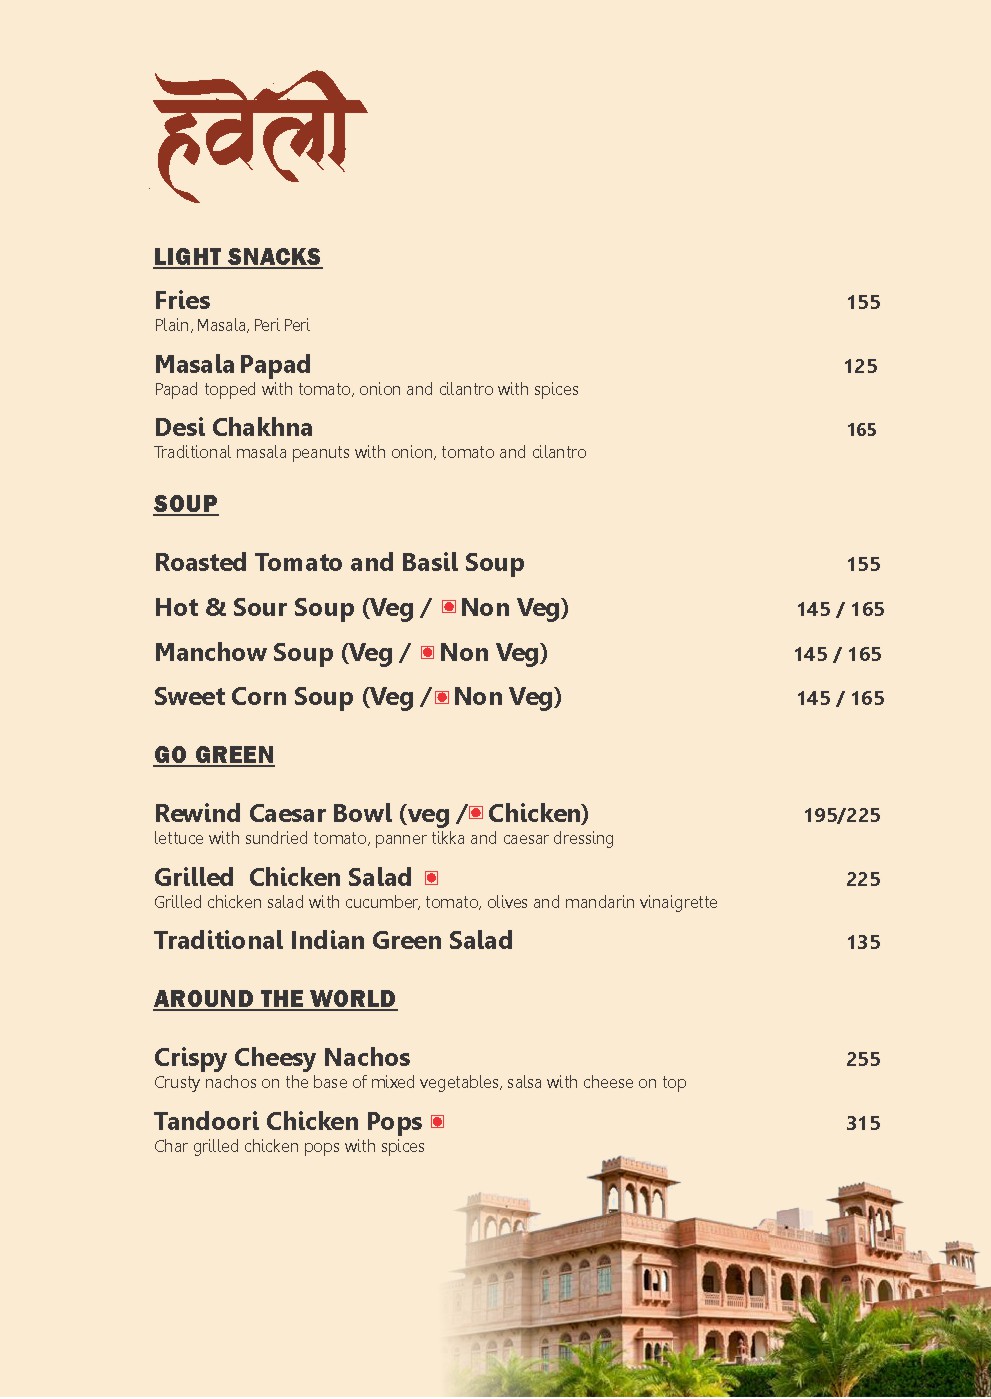 हवेली
LIGHT SNACKS
Fries 155
Plain, Masala, Peri Peri
Masala Papad 125
Papad topped with tomato, onion and cilantro with spices
Desi Chakhna 165
Traditional masala peanuts with onion, tomato and cilantro
SOUP
Roasted Tomato and Basil Soup 155
Hot & Sour Soup (Veg / Non Veg) 145 / 165
Manchow Soup (Veg / Non Veg) 145 / 165
Sweet Corn Soup (Veg / Non Veg) 145 / 165
GO GREEN
Rewind Caesar Bowl (veg / Chicken) 195/225
lettuce with sundried tomato, panner tikka and caesar dressing
Grilled Chicken Salad 225
Grilled chicken salad with cucumber, tomato, olives and mandarin vinaigrette
Traditional Indian Green Salad 135
AROUND THE WORLD
Crispy Cheesy Nachos 255
Crusty nachos on the base of mixed vegetables, salsa with cheese on top
Tandoori Chicken Pops 315
Char grilled chicken pops with spices